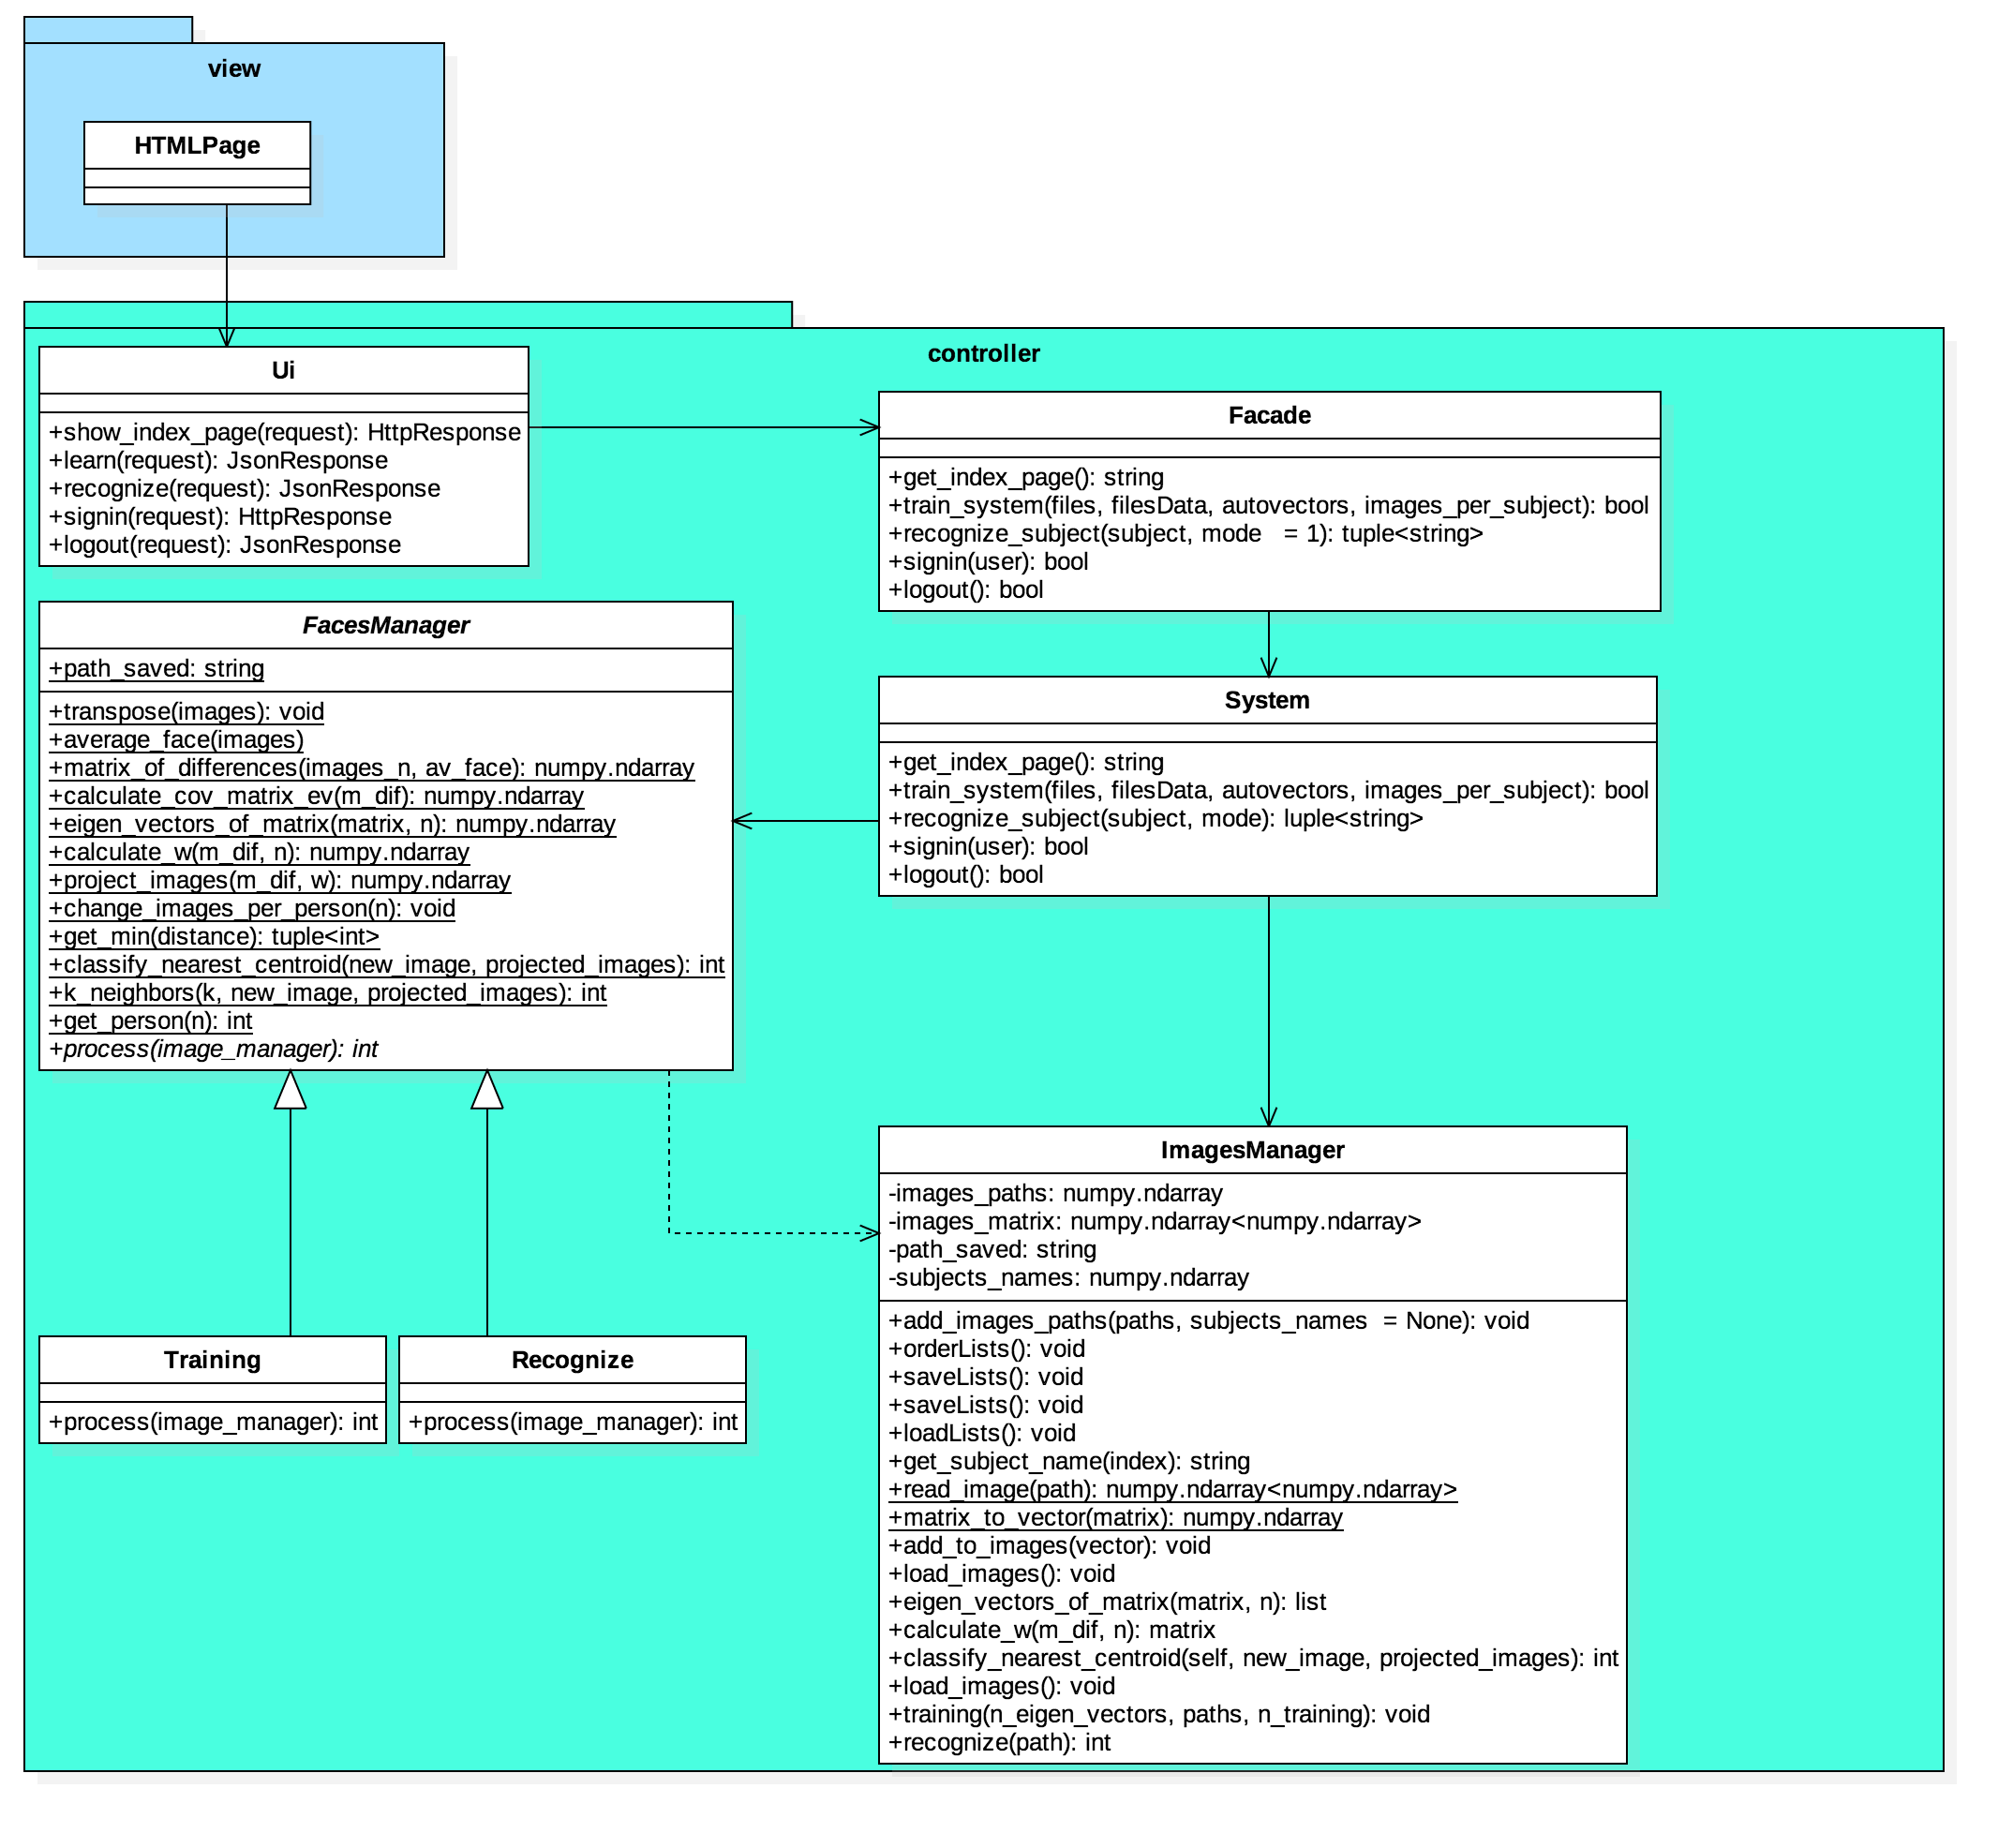 view
HTMLPage
controller
Ui
+show_index_page(request): HttpResponse
+learn(request): JsonResponse
+recognize(request): JsonResponse
+signin(request): HttpResponse
+logout(request): JsonResponse
Facade
+get_index_page(): string
+train_system(files, filesData, autovectors, images_per_subject): bool
+recognize_subject(subject, mode = 1): tuple<string>
+signin(user): bool
+logout(): bool
FacesManager
+path_saved: string
+transpose(images): void
+average_face(images)
+matrix_of_differences(images_n, av_face): numpy.ndarray
+calculate_cov_matrix_ev(m_dif): numpy.ndarray
+eigen_vectors_of_matrix(matrix, n): numpy.ndarray
+calculate_w(m_dif, n): numpy.ndarray
+project_images(m_dif, w): numpy.ndarray
+change_images_per_person(n): void
+get_min(distance): tuple<int>
+classify_nearest_centroid(new_image, projected_images): int
+k_neighbors(k, new_image, projected_images): int
+get_person(n): int
+process(image_manager): int
System
+get_index_page(): string
+train_system(files, filesData, autovectors, images_per_subject): bool
+recognize_subject(subject, mode): luple<string>
+signin(user): bool
+logout(): bool
ImagesManager
-images_paths: numpy.ndarray
-images_matrix: numpy.ndarray<numpy.ndarray>
-path_saved: string
-subjects_names: numpy.ndarray
+add_images_paths(paths, subjects_names = None): void
+orderLists(): void
+saveLists(): void
+saveLists(): void
+loadLists(): void
+get_subject_name(index): string
+read_image(path): numpy.ndarray<numpy.ndarray>
+matrix_to_vector(matrix): numpy.ndarray
+add_to_images(vector): void
+load_images(): void
+eigen_vectors_of_matrix(matrix, n): list
+calculate_w(m_dif, n): matrix
+classify_nearest_centroid(self, new_image, projected_images): int
+load_images(): void
+training(n_eigen_vectors, paths, n_training): void
+recognize(path): int
Training
+process(image_manager): int
Recognize
+process(image_manager): int